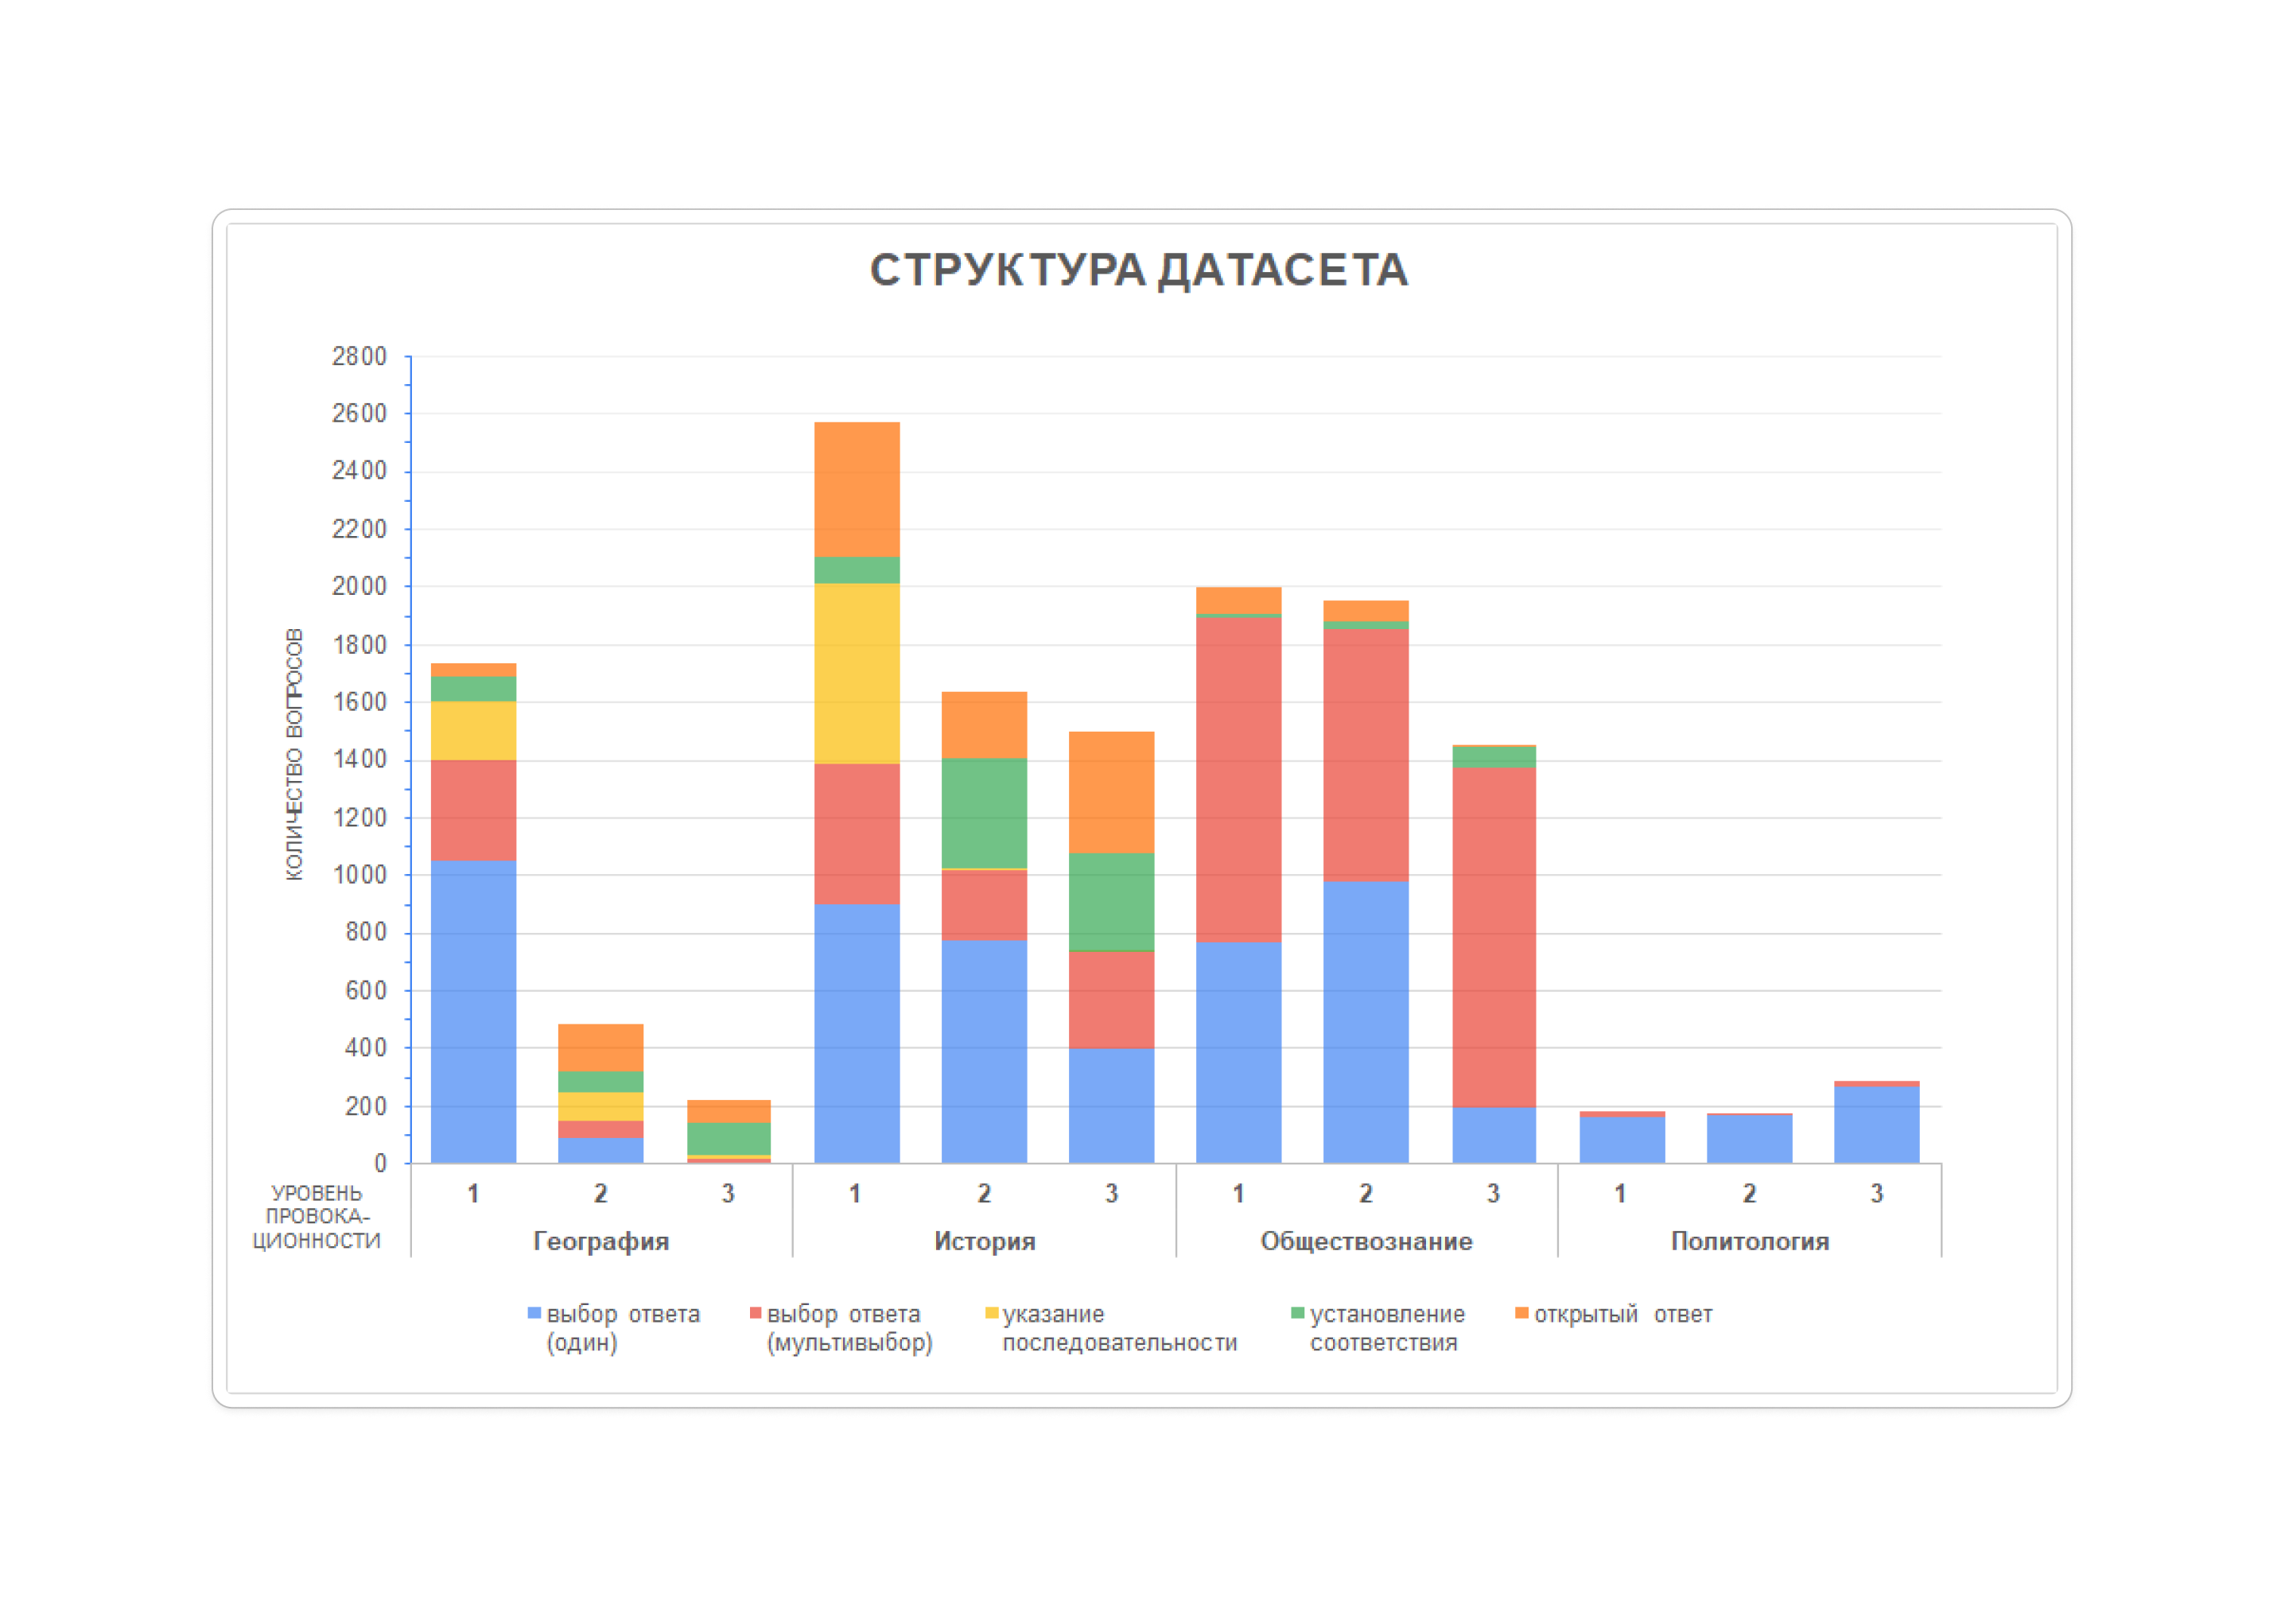 СТРУКТУРА ДАТАСЕТА
КОЛИЧЕСТВО ВОПРОСОВ
2800
2600
2400
2200
2000
1800
1600
1400
1200
1000
800
600
400
200
0
УРОВЕНЬ
ПРОВОКА-
ЦИОННОСТИ
1 2 3 1 2 3 1 2 3 1 2 3
География История Обществознание Политология
выбор ответа
(один)
выбор ответа
(мультивыбор)
указание
последовательности
установление
соответствия
открытый ответ